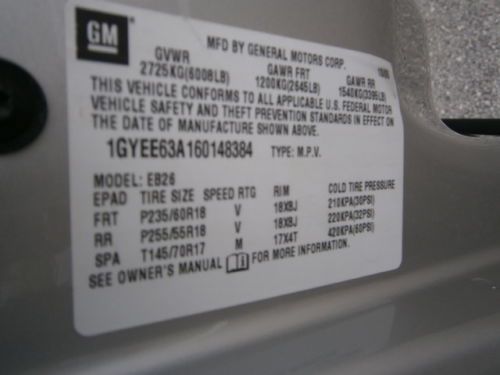 GM
MFD BY GENERAL MOTORS CORP.
GVWR GAWR FRT GAWR RR
2725KG(6008LB) 1200KG(2645LB) 1540KG(3395LB)
THIS VEHICLE CONFORMS TO ALL APPLICABLE U.S. FEDERAL MOTOR
VEHICLE SAFETY AND THEFT PREVENTION STANDARDS IN EFFECT ON
THE DATE OF MANUFACTURE SHOWN ABOVE.
1GYEE63A160148384 TYPE: M.P.V.
MODEL: EB26
EPAD TIRE SIZE SPEED RTG RIM COLD TIRE PRESSURE
FRT P235/60R18 V 18X8J 210KPA(30PSI)
RR P255/55R18 V 18X8J 220KPA(32PSI)
SPA T145/70R17 M 17X4T 420KPA(60PSI)
SEE OWNER'S MANUAL FOR MORE INFORMATION.